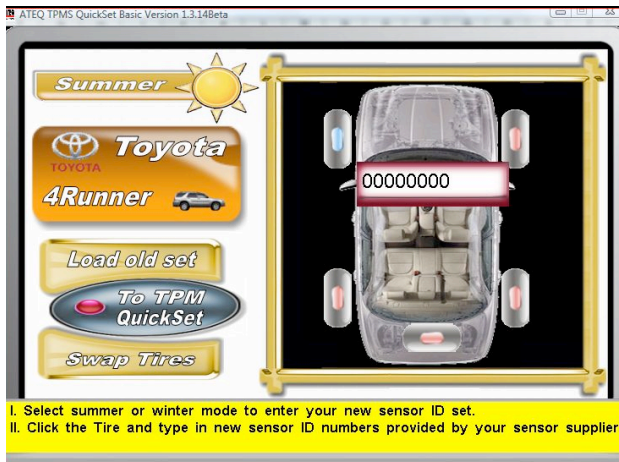 ATEQ TPMS QuickSet Basic Version 1.3.14Beta
Summer
Toyota
TOYOTA
4Runner
00000000
Load old set
To TPM
QuickSet
Swap Tires
I. Select summer or winter mode to enter your new sensor ID set.
II. Click the Tire and type in new sensor ID numbers provided by your sensor supplier